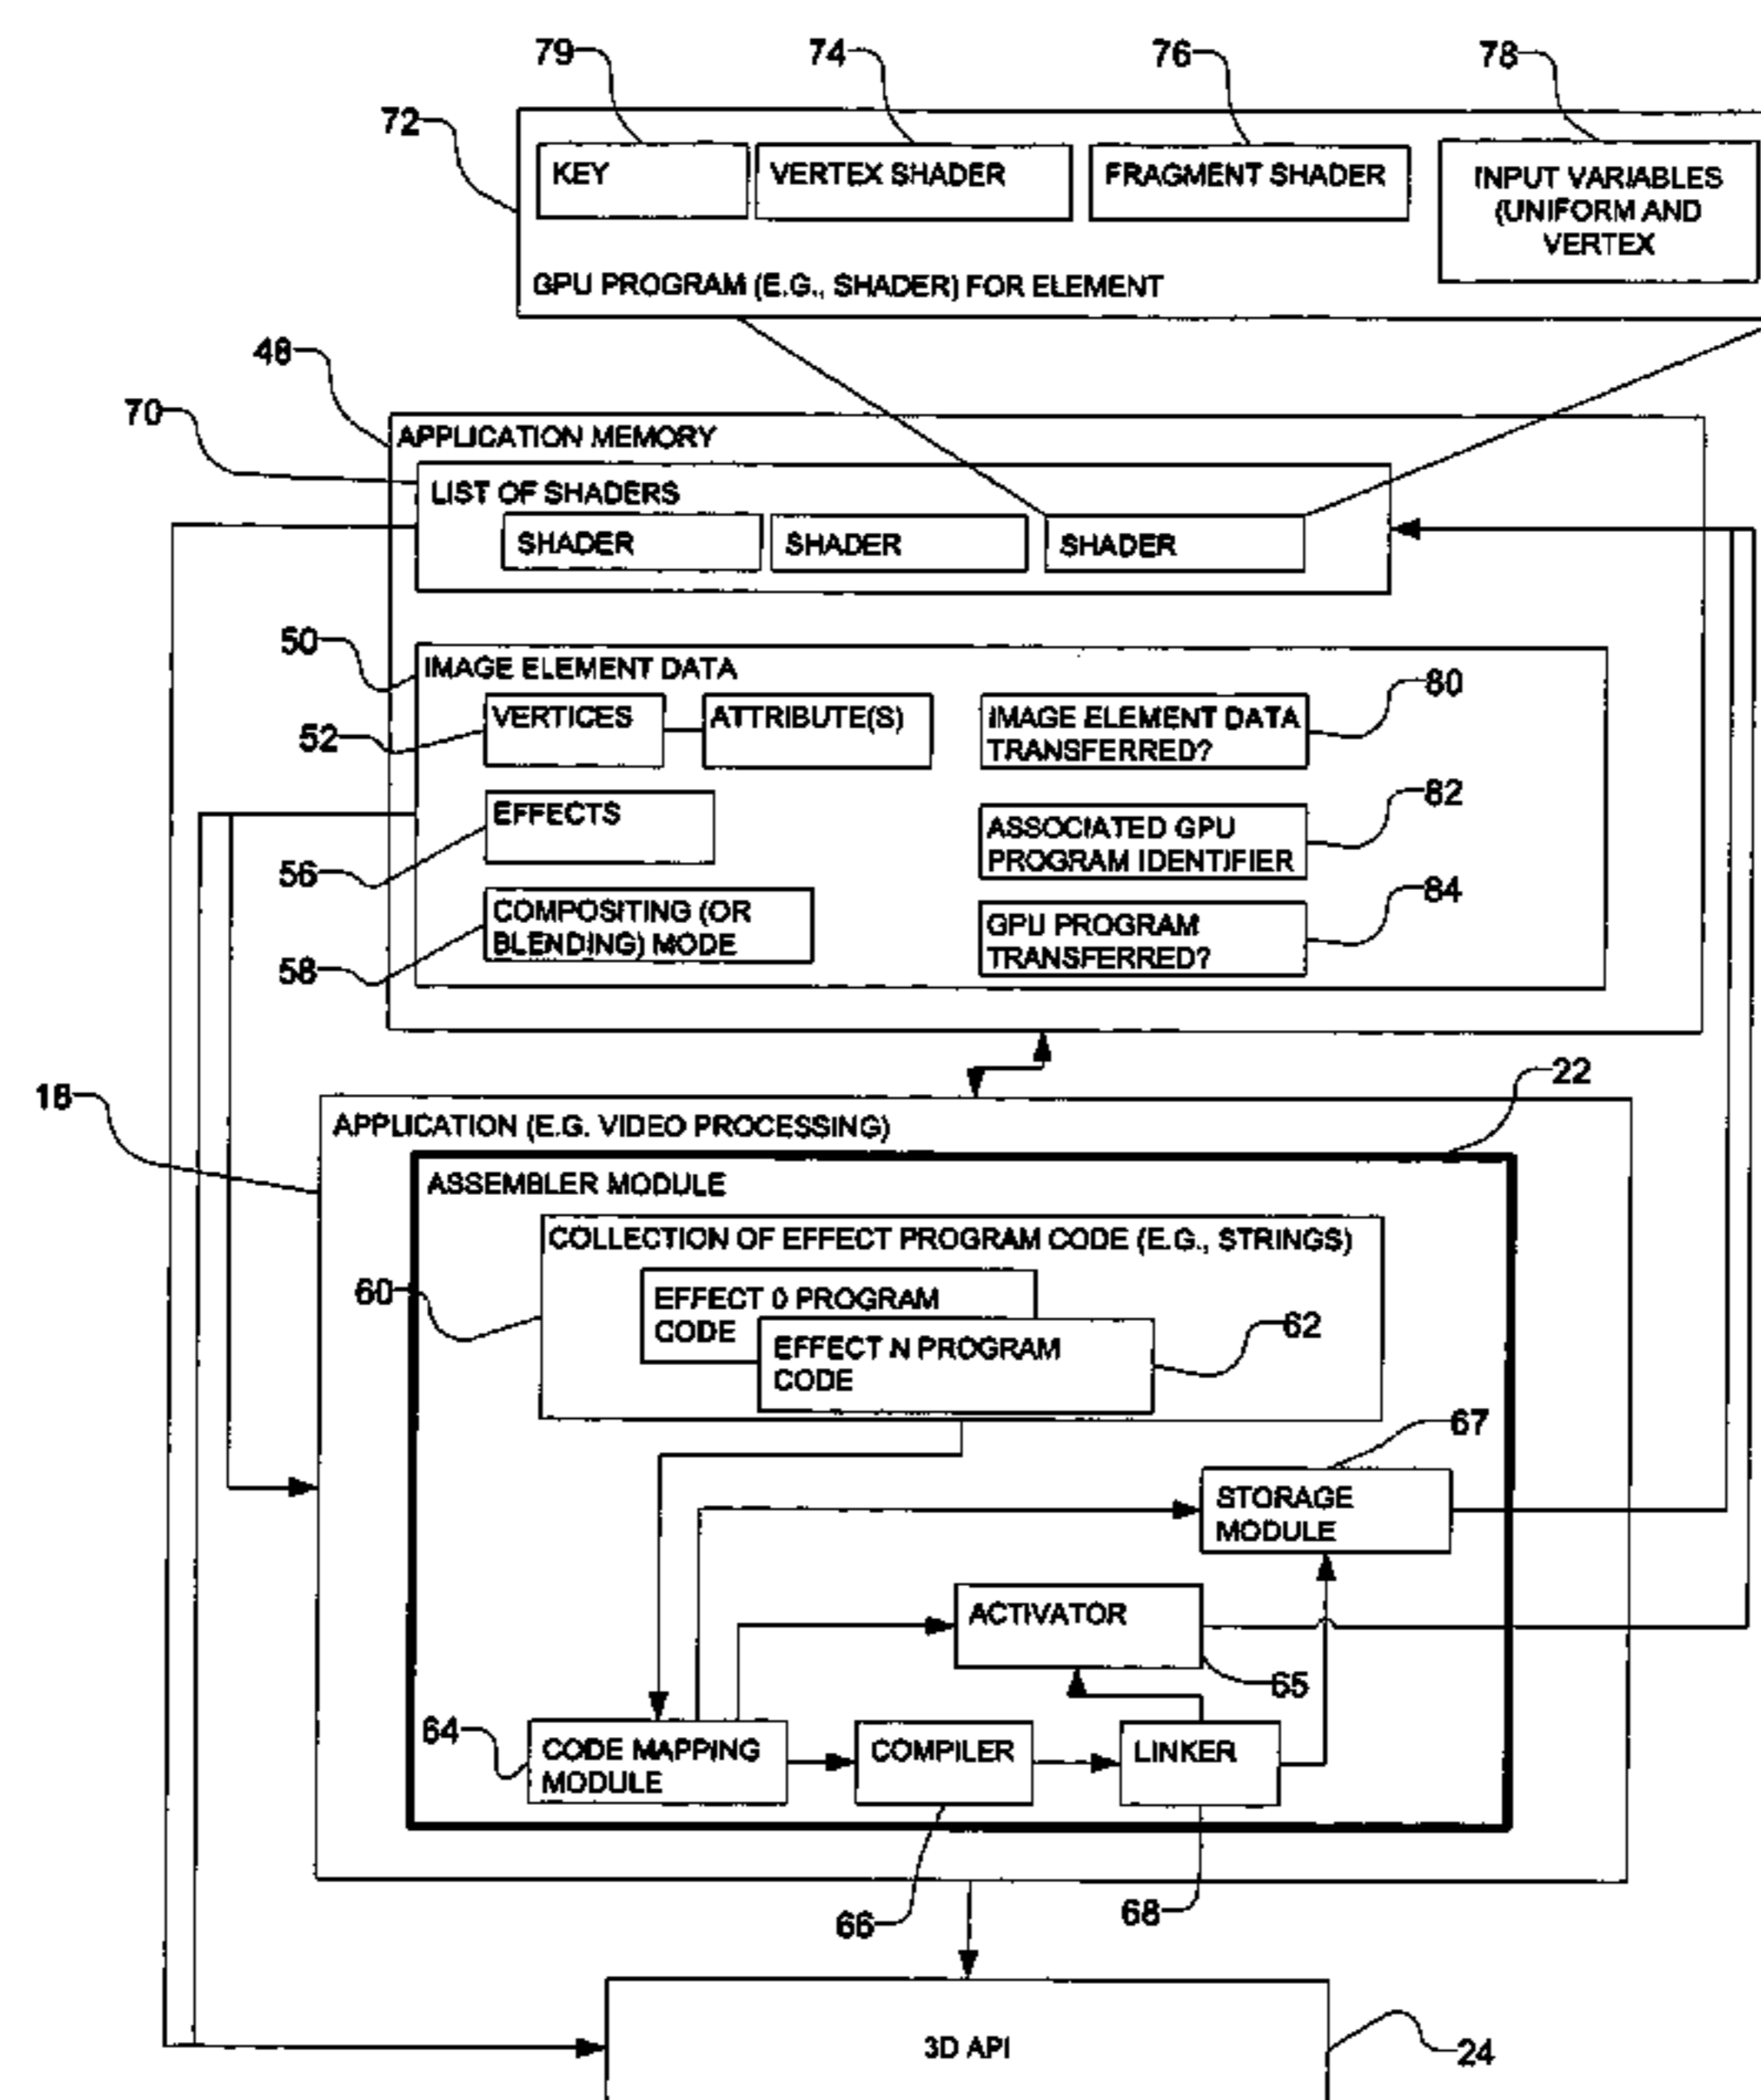 79
74
76
78
72
KEY
VERTEX SHADER
FRAGMENT SHADER
INPUT VARIABLES
(UNIFORM AND
VERTEX
GPU PROGRAM (E.G., SHADER) FOR ELEMENT
48
70
APPLICATION MEMORY
LIST OF SHADERS
SHADER
SHADER
SHADER
50
IMAGE ELEMENT DATA
80
VERTICES
ATTRIBUTE(S)
IMAGE ELEMENT DATA
TRANSFERRED?
52
82
EFFECTS
ASSOCIATED GPU
PROGRAM IDENTIFIER
56
84
COMPOSITING (OR
BLENDING) MODE
GPU PROGRAM
TRANSFERRED?
58
22
18
APPLICATION (E.G. VIDEO PROCESSING)
ASSEMBLER MODULE
COLLECTION OF EFFECT PROGRAM CODE (E.G., STRINGS)
60
EFFECT 0 PROGRAM
CODE
62
EFFECT N PROGRAM
CODE
67
STORAGE
MODULE
ACTIVATOR
65
64
CODE MAPPING
MODULE
COMPILER
LINKER
66
68
3D API
24